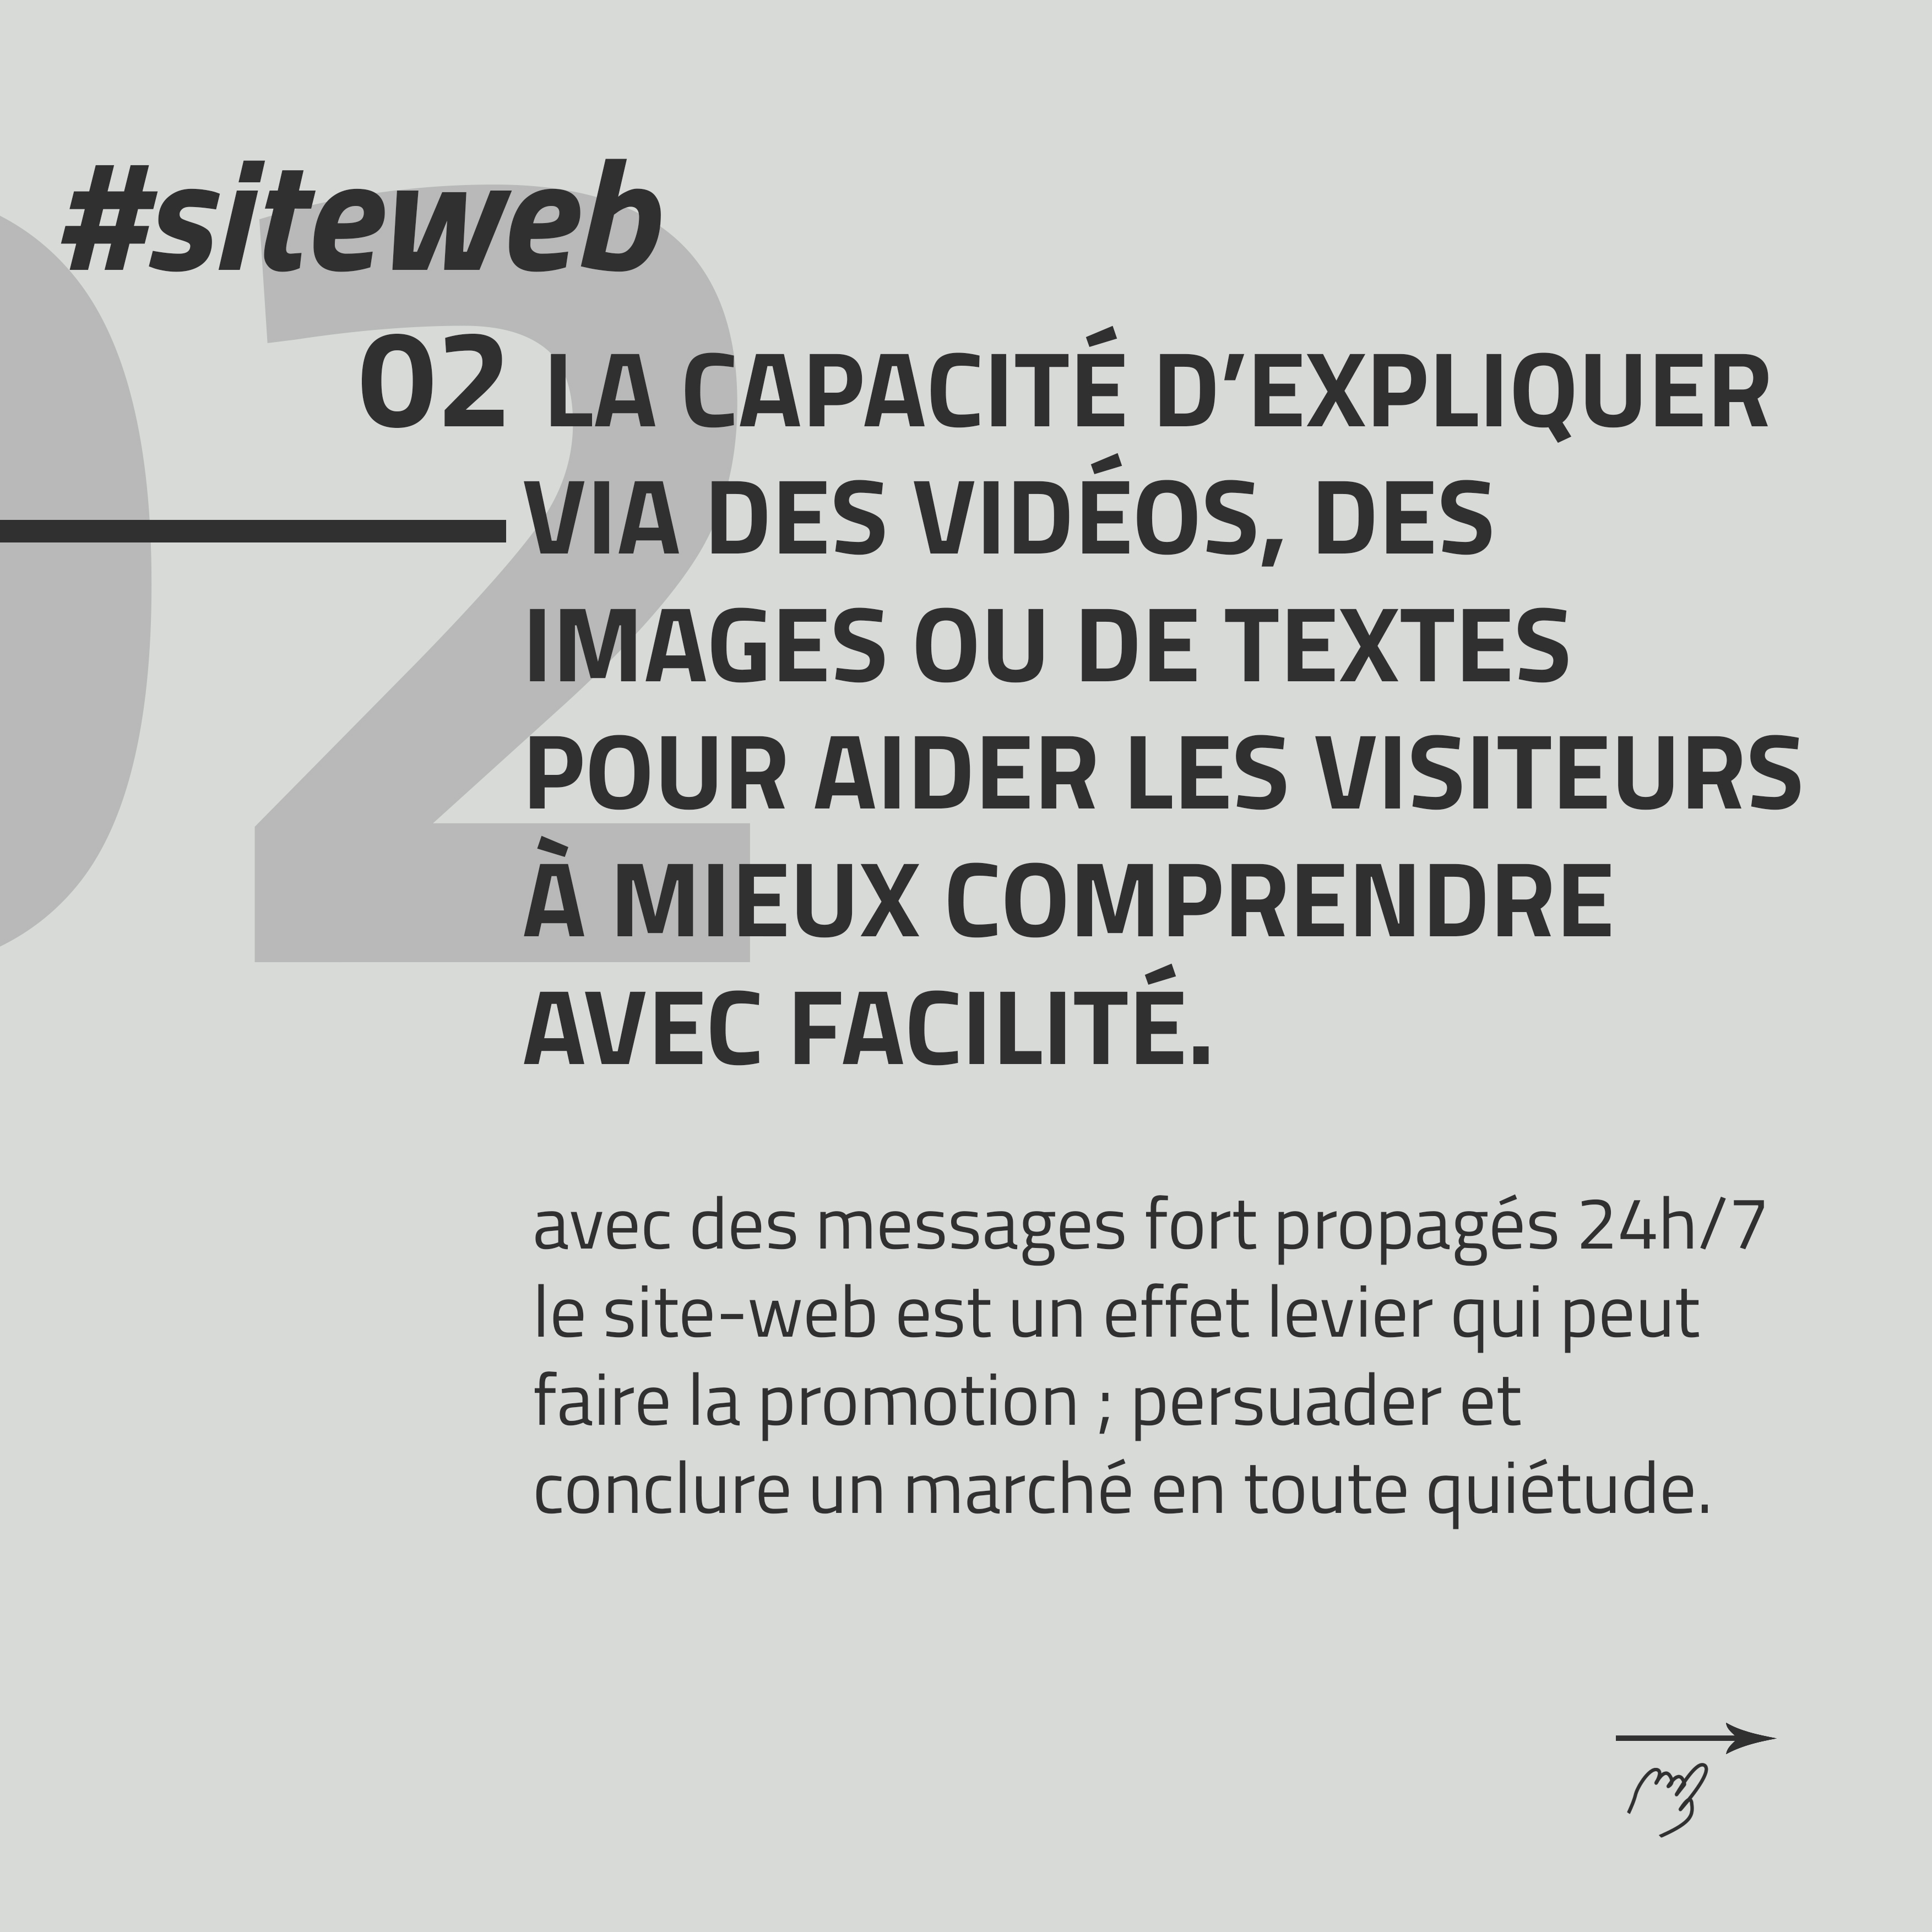 #siteweb
02 LA CAPACITÉ D'EXPLIQUER
VIA DES VIDÉOS, DES
IMAGES OU DE TEXTES
POUR AIDER LES VISITEURS
À MIEUX COMPRENDRE
AVEC FACILITÉ.
avec des messages fort propagés 24h/7
le site-web est un effet levier qui peut
faire la promotion ; persuader et
conclure un marché en toute quiétude.